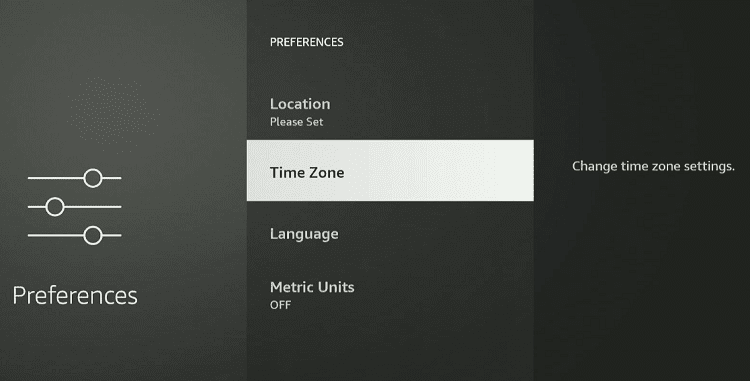 PREFERENCES
Location
Please Set
Time Zone
Change time zone settings.
Language
Metric Units
OFF
Preferences